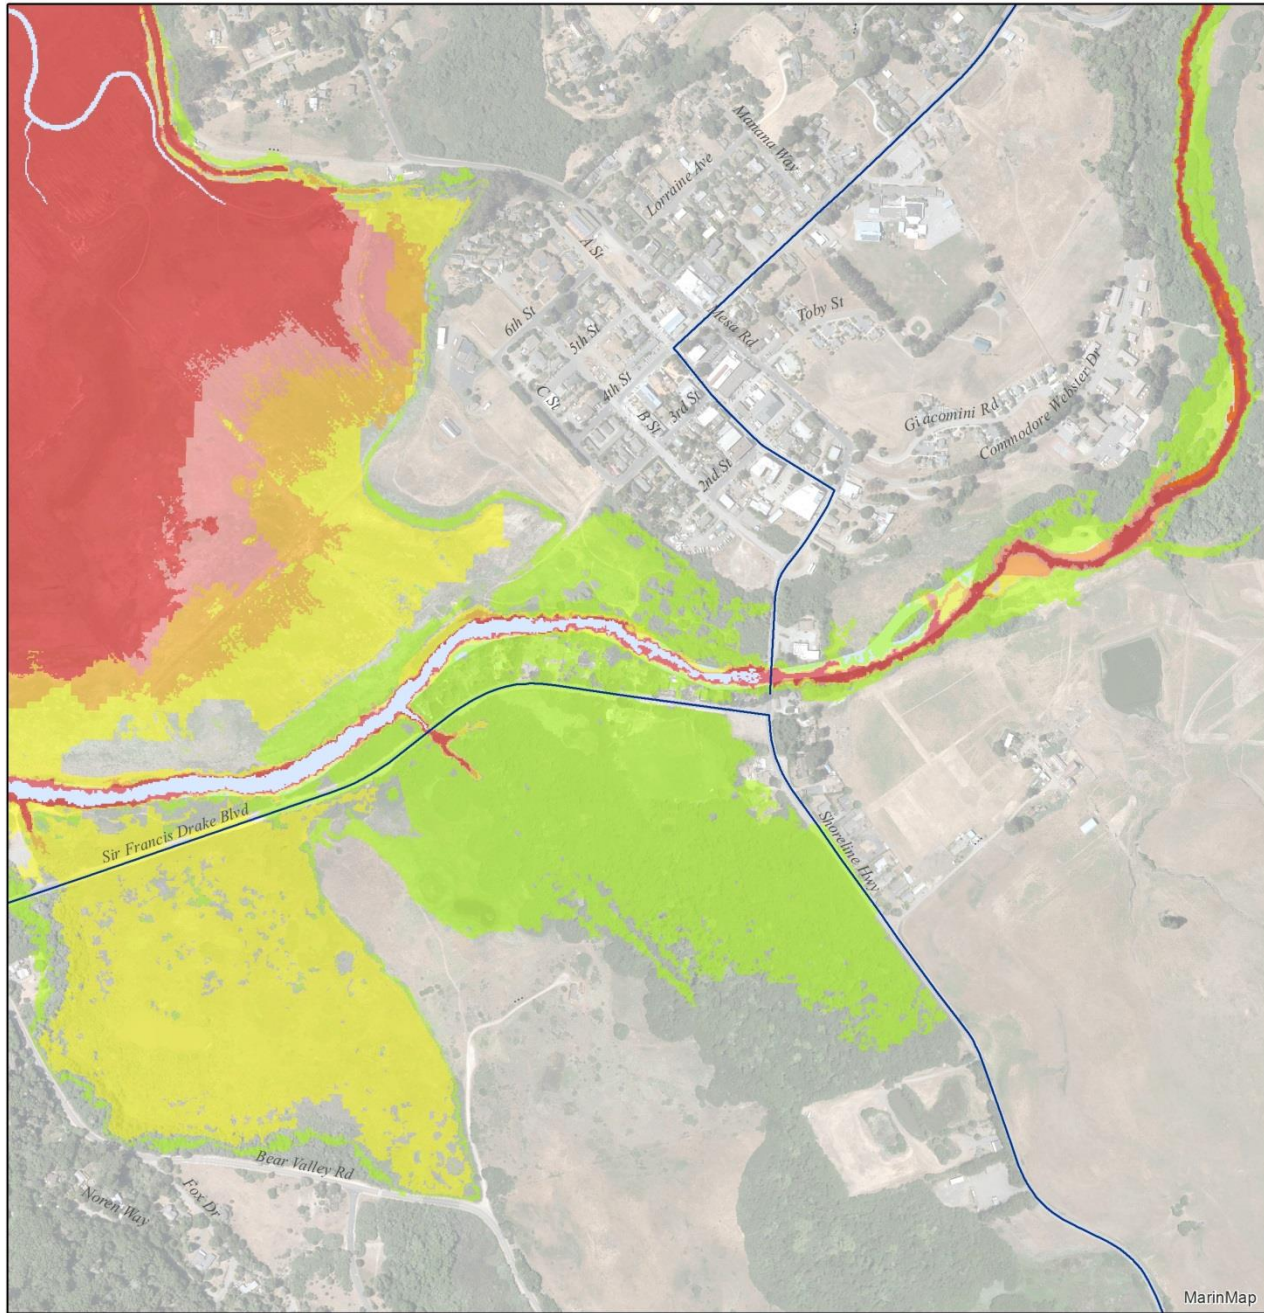 ...
Manana Way
Lorraine Ave
...
A St
6th St
5th St
Mesa Rd
Toby St
4th St
C St
3rd St
B St
2nd St
Giacomini Rd
Commodore Webster Dr
Sir Francis Drake Blvd
Shoreline Hwy
...
...
Bear Valley Rd
Fox Dr
Noren Way
MarinMap